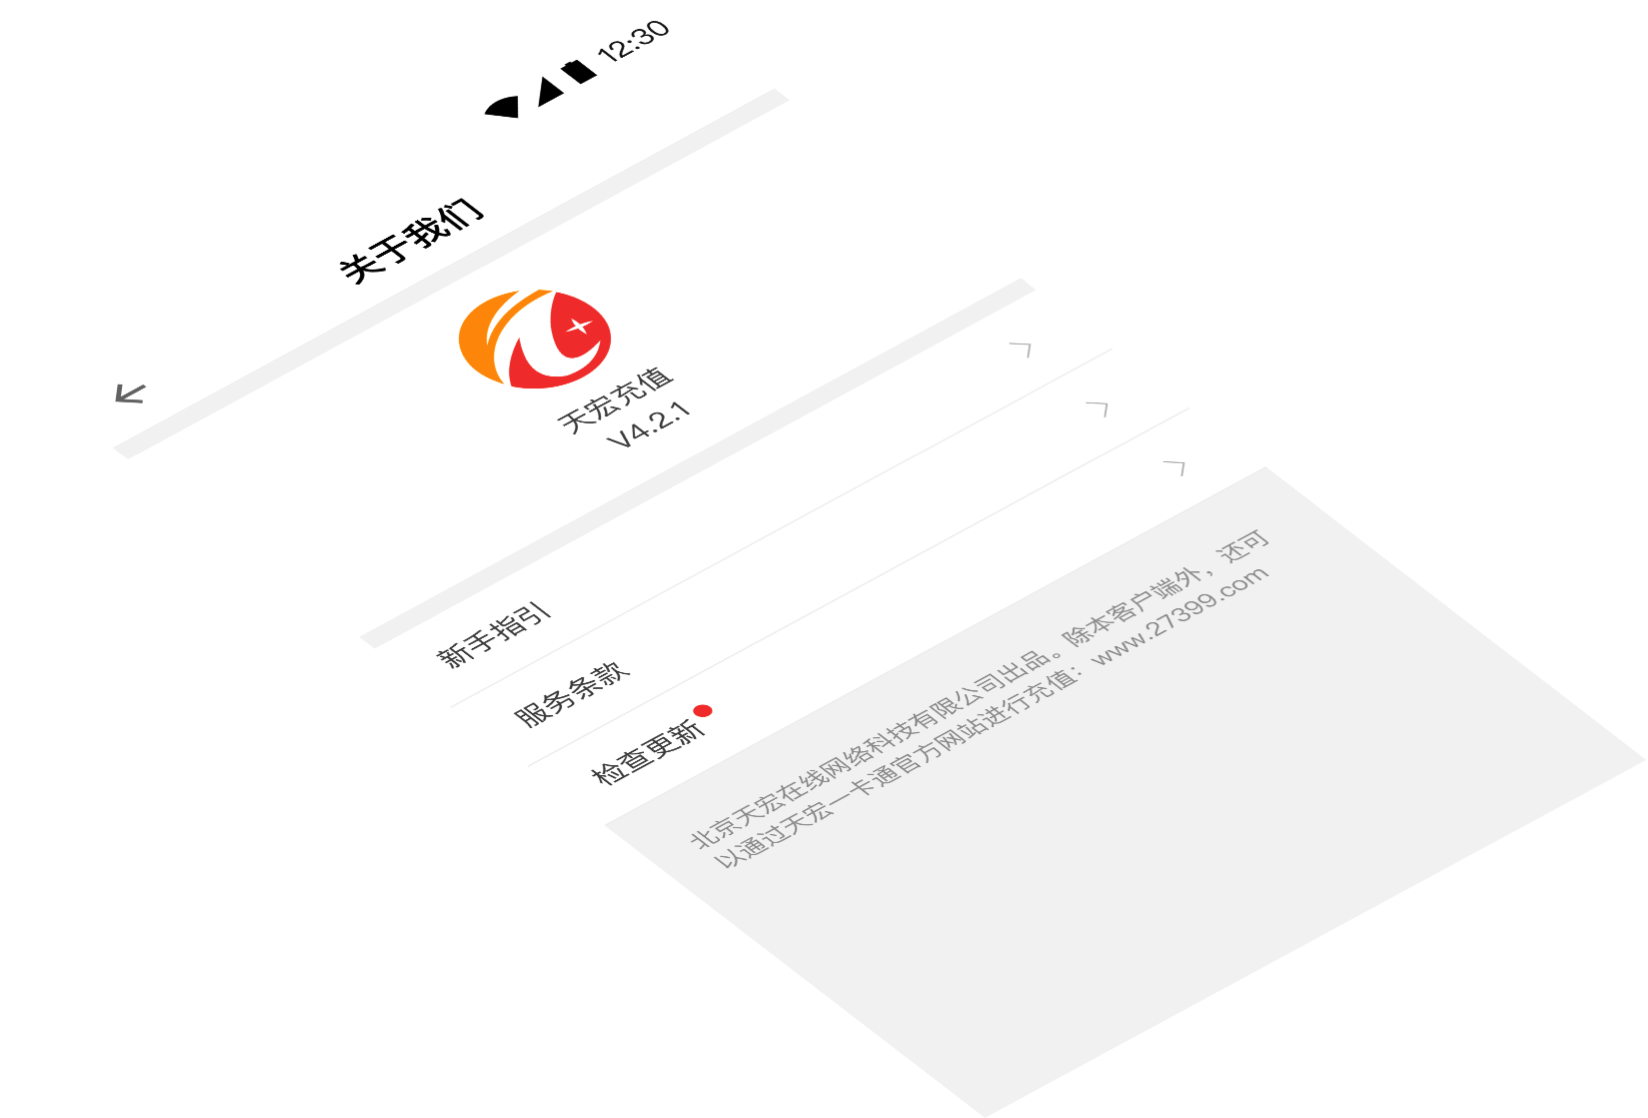 12:30
关于我们
天宏充值
V4.2.1
新手指引
服务条款
检查更新
北京天宏在线网络科技有限公司出品。除本客户端外，还可
以通过天宏一卡通官方网站进行充值：www.27399.com